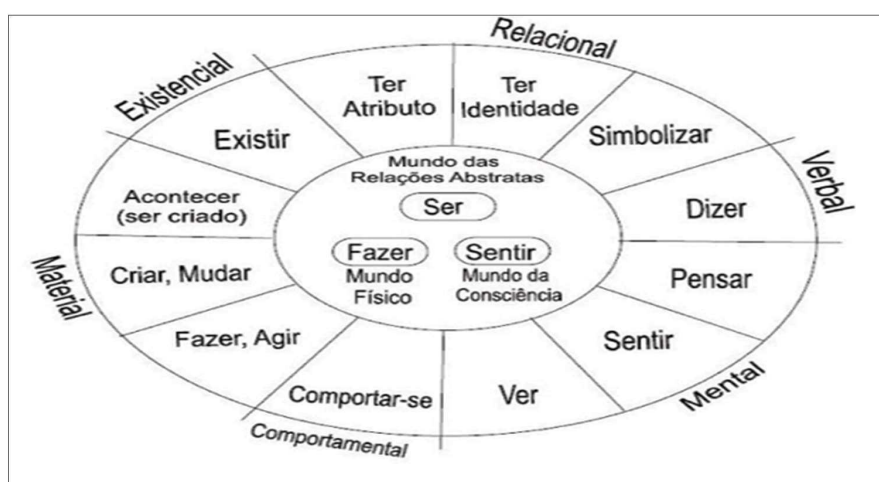 Relacional
Existencial
Ter
Atributo
Ter
Identidade
Existir
Simbolizar
Mundo das
Relações Abstratas
Verbal
Acontecer
(ser criado)
Ser
Dizer
Fazer
Sentir
Mundo
Físico
Mundo da
Consciência
Material
Criar, Mudar
Pensar
Fazer, Agir
Sentir
Mental
Comportar-se
Ver
Comportamental